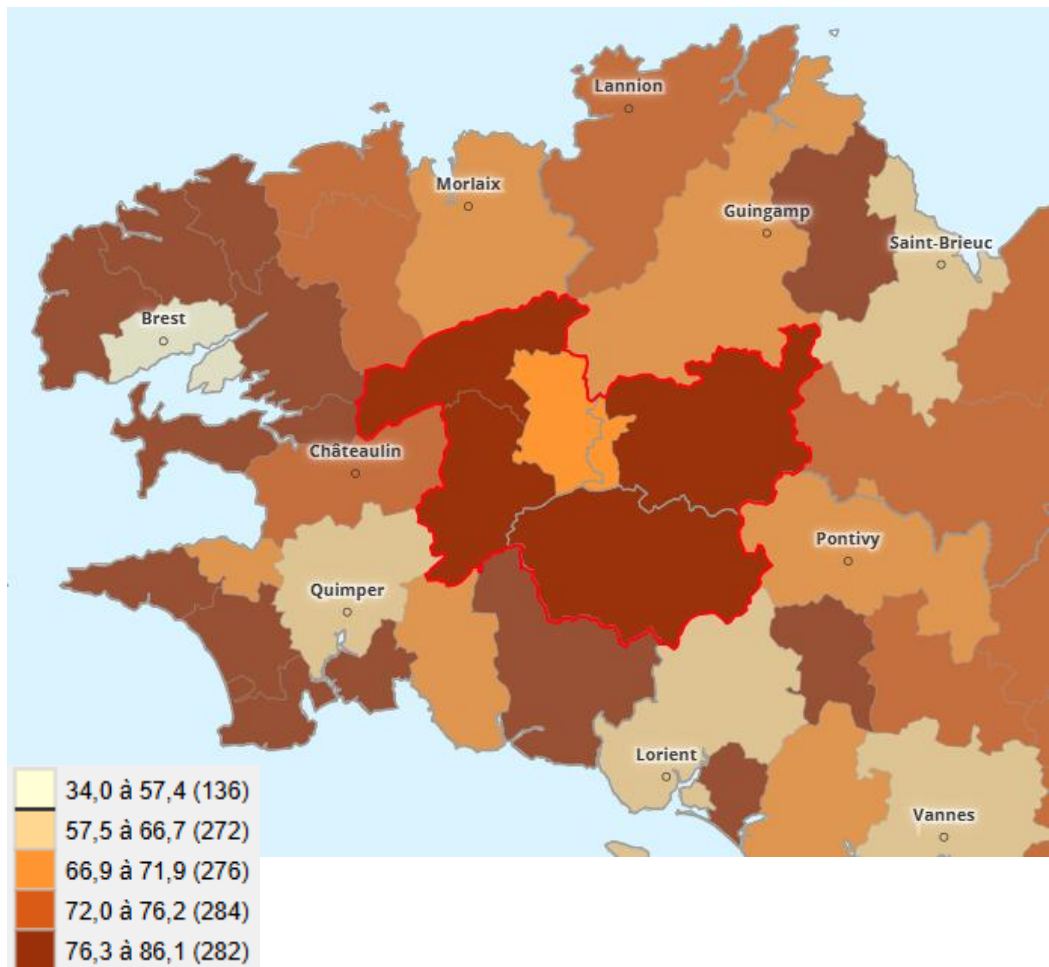 Lannion
Morlaix
Guingamp
Saint-Brieuc
Brest
Châteaulin
Pontivy
Quimper
Lorient
Vannes
34,0 à 57,4 (136)
57,5 à 66,7 (272)
66,9 à 71,9 (276)
72,0 à 76,2 (284)
76,3 à 86,1 (282)